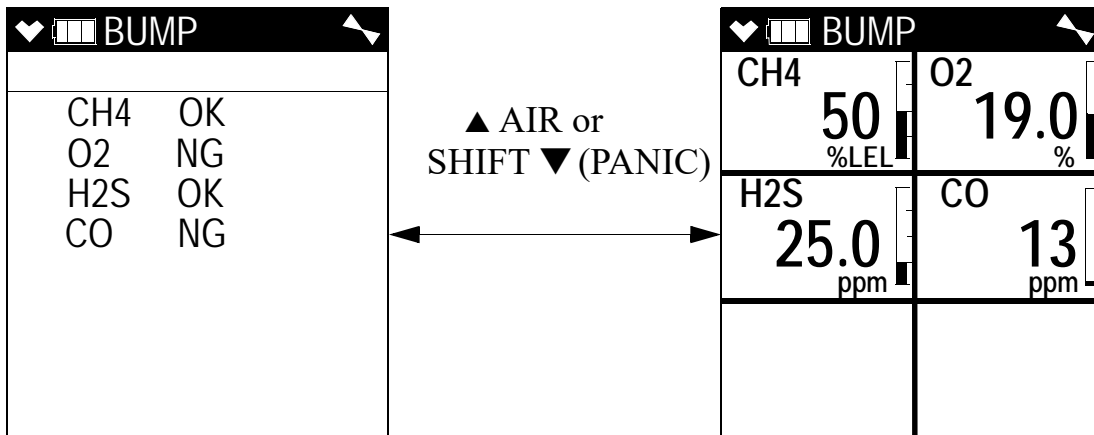 BUMP
CH4 OK
O2 NG
H2S OK
CO NG
▲ AIR or
SHIFT ▼ (PANIC)
BUMP
CH4 50 %LEL
O2 19.0 %
H2S 25.0 ppm
CO 13 ppm